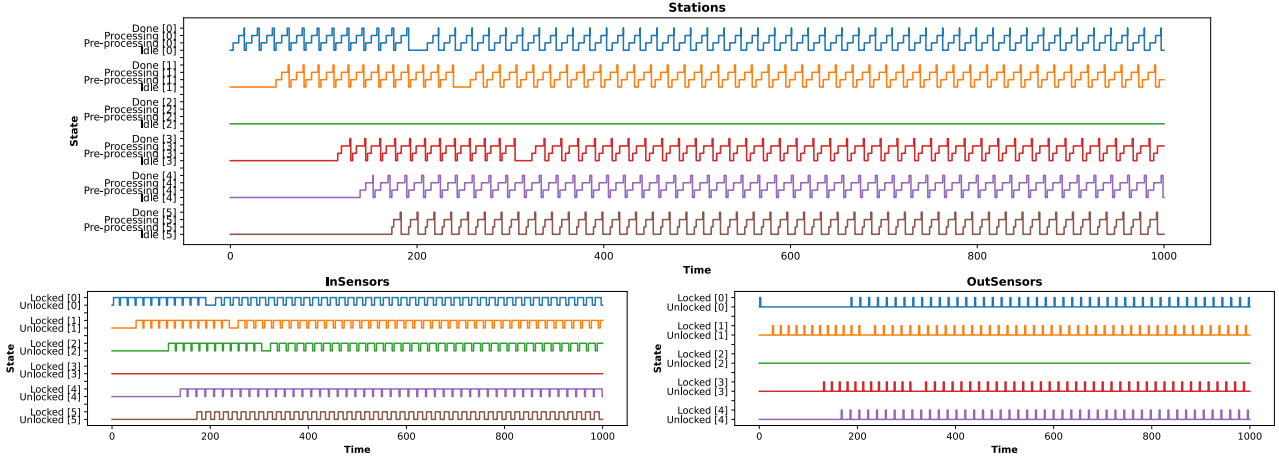 Stations
Done [0]
Processing [0]
Pre-processing [0]
Idle [0]
Done [1]
Processing [1]
Pre-processing [1]
Idle [1]
Done [2]
Processing [2]
Pre-processing [2]
Idle [2]
Done [3]
Processing [3]
Pre-processing [3]
Idle [3]
Done [4]
Processing [4]
Pre-processing [4]
Idle [4]
Done [5]
Processing [5]
Pre-processing [5]
Idle [5]
State
0 200 400 600 800 1000
Time
InSensors
Locked [0]
Unlocked [0]
Locked [1]
Unlocked [1]
Locked [2]
Unlocked [2]
Locked [3]
Unlocked [3]
Locked [4]
Unlocked [4]
Locked [5]
Unlocked [5]
State
0 200 400 600 800 1000
Time
OutSensors
Locked [0]
Unlocked [0]
Locked [1]
Unlocked [1]
Locked [2]
Unlocked [2]
Locked [3]
Unlocked [3]
Locked [4]
Unlocked [4]
State
0 200 400 600 800 1000
Time